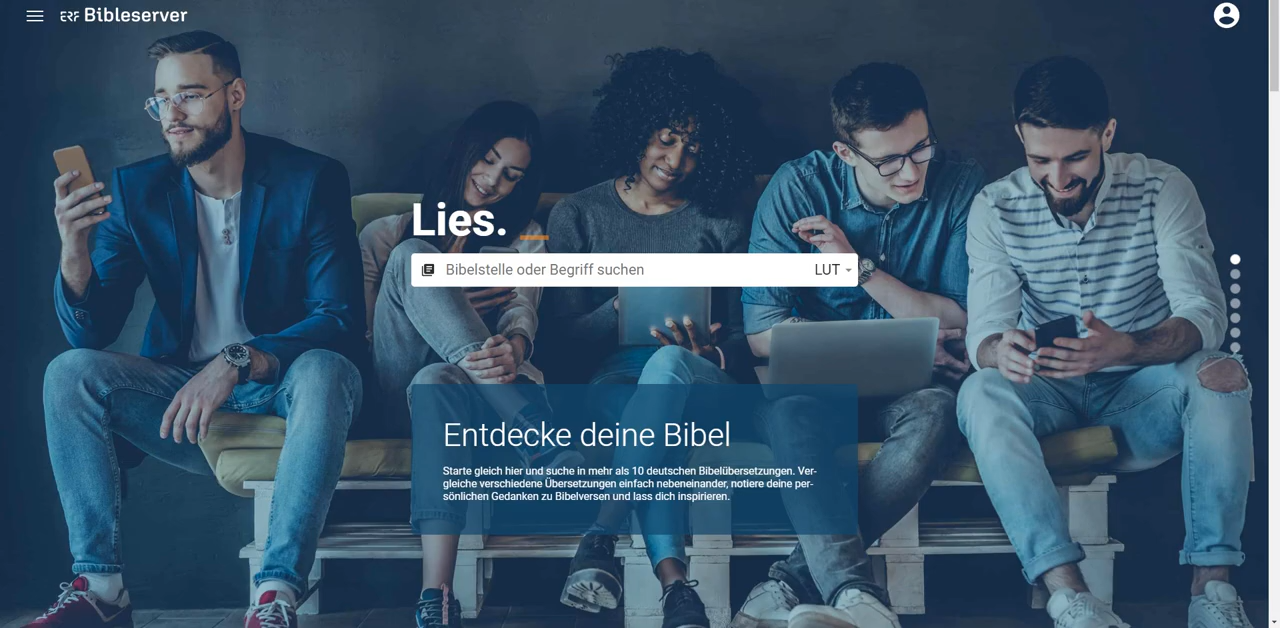 ERF Bibleserver
Lies.
Bibelstelle oder Begriff suchen LUT
Entdecke deine Bibel
Starte gleich hier und suche in mehr als 10 deutschen Bibelübersetzungen. Ver-
gleiche verschiedene Übersetzungen einfach nebeneinander, notiere deine per-
sönlichen Gedanken zu Bibelversen und lass dich inspirieren.